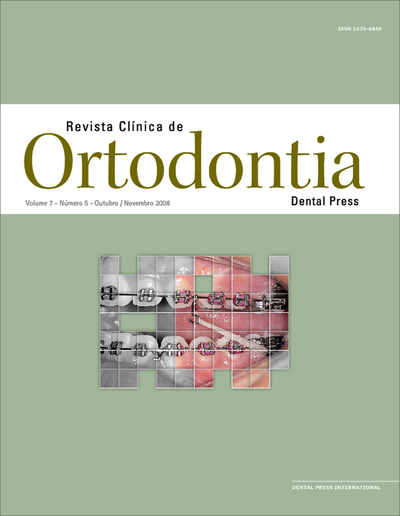 ISSN 1676-6849
Revista Clínica de
Ortodontia
Dental Press
Volume 7 - Número 5 - Outubro / Novembro 2008
DENTAL PRESS INTERNATIONAL